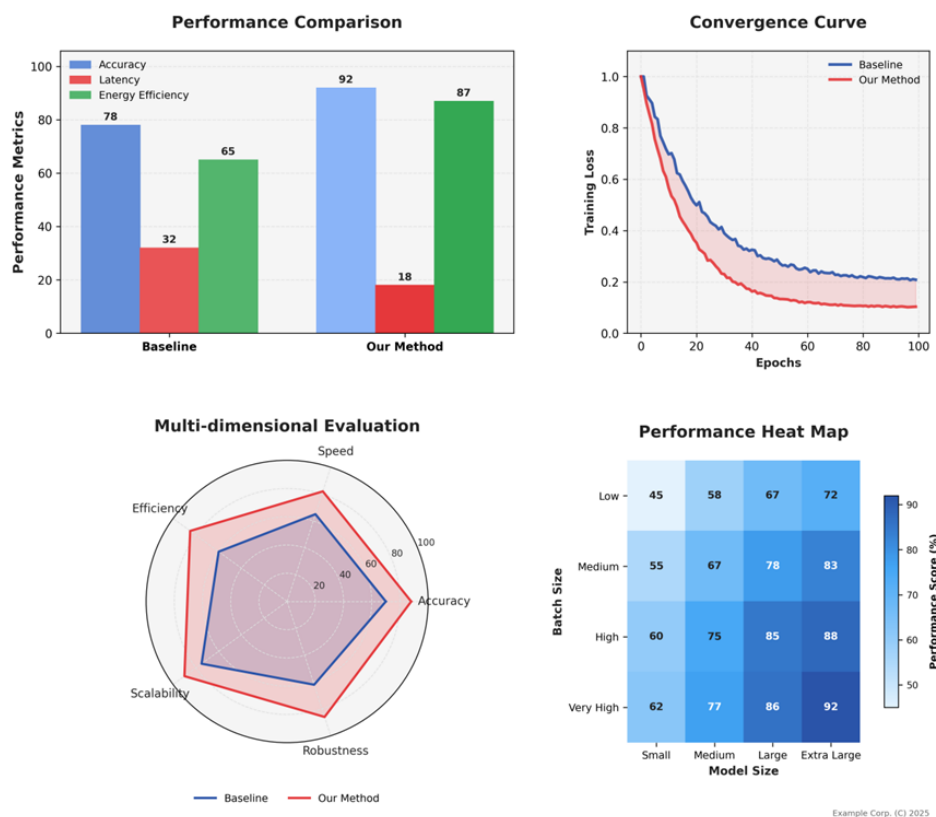 Performance Comparison
Performance Metrics
100
80
60
40
20
0
Accuracy
Latency
Energy Efficiency
78
32
65
92
18
87
Baseline
Our Method
Convergence Curve
Training Loss
1.0
0.8
0.6
0.4
0.2
0.0
Baseline
Our Method
0 20 40 60 80 100
Epochs
Multi-dimensional Evaluation
Speed
Efficiency
Accuracy
Scalability
Robustness
20 40 60 80 100
Baseline Our Method
Performance Heat Map
Batch Size
Low 45 58 67 72
Medium 55 67 78 83
High 60 75 85 88
Very High 62 77 86 92
Small Medium Large Extra Large
Model Size
90
80
70
60
50
Performance Score (%)
Example Corp. (C) 2025